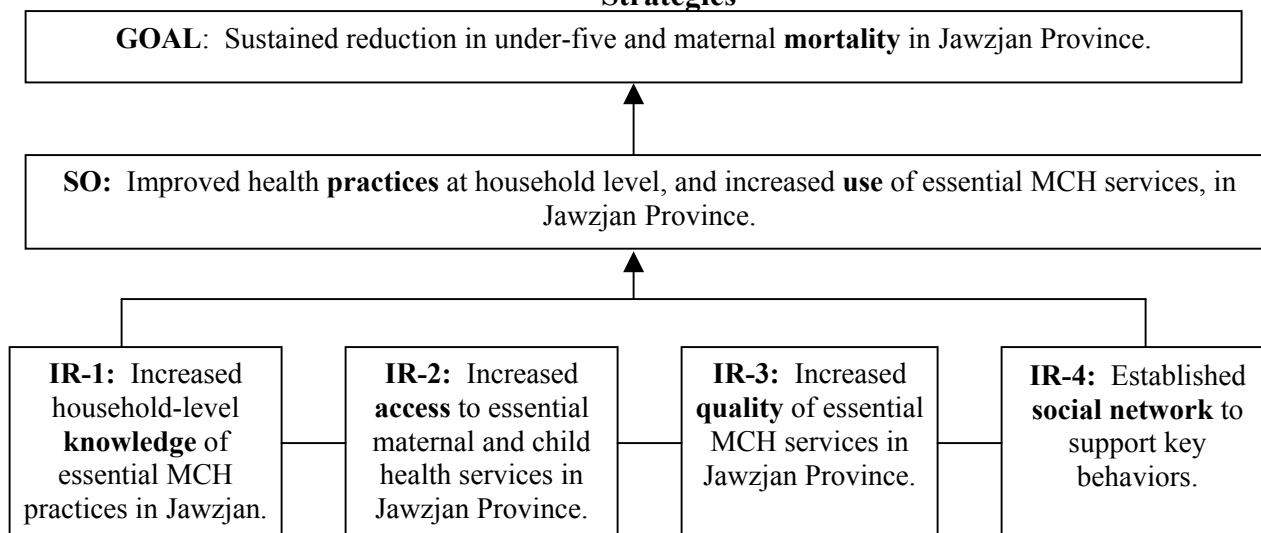 Strategies
GOAL: Sustained reduction in under-five and maternal mortality in Jawzjan Province.
SO: Improved health practices at household level, and increased use of essential MCH services, in
Jawzjan Province.
IR-1: Increased
household-level
knowledge of
essential MCH
practices in Jawzjan.
IR-2: Increased
access to essential
maternal and child
health services in
Jawzjan Province.
IR-3: Increased
quality of essential
MCH services in
Jawzjan Province.
IR-4: Established
social network to
support key
behaviors.